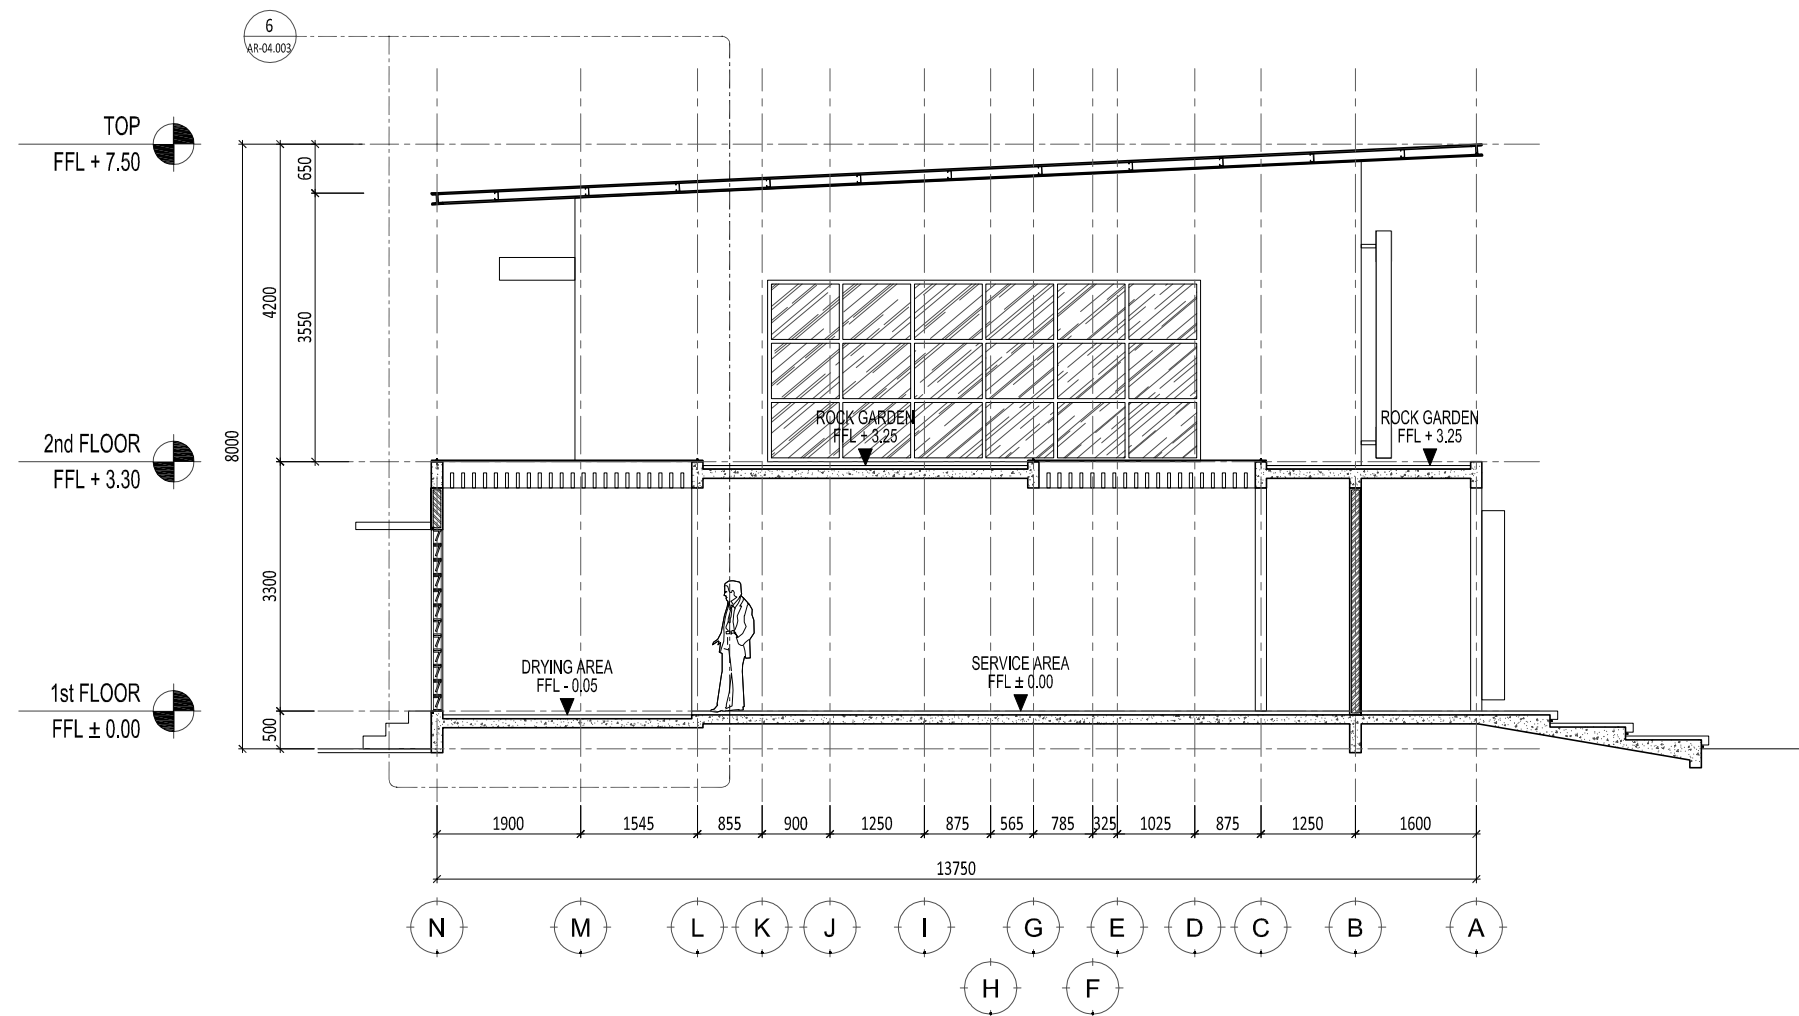 6
AR-04.003
TOP
FFL + 7.50
650
4200
3550
8000
ROCK GARDEN
FFL + 3.25
ROCK GARDEN
FFL + 3.25
2nd FLOOR
FFL + 3.30
3300
DRYING AREA
FFL - 0.05
SERVICE AREA
FFL ± 0.00
1st FLOOR
FFL ± 0.00
500
1900 1545 855 900 1250 875 565 785 325 1025 875 1250 1600
13750
N M L K J I G E D C B A
H F